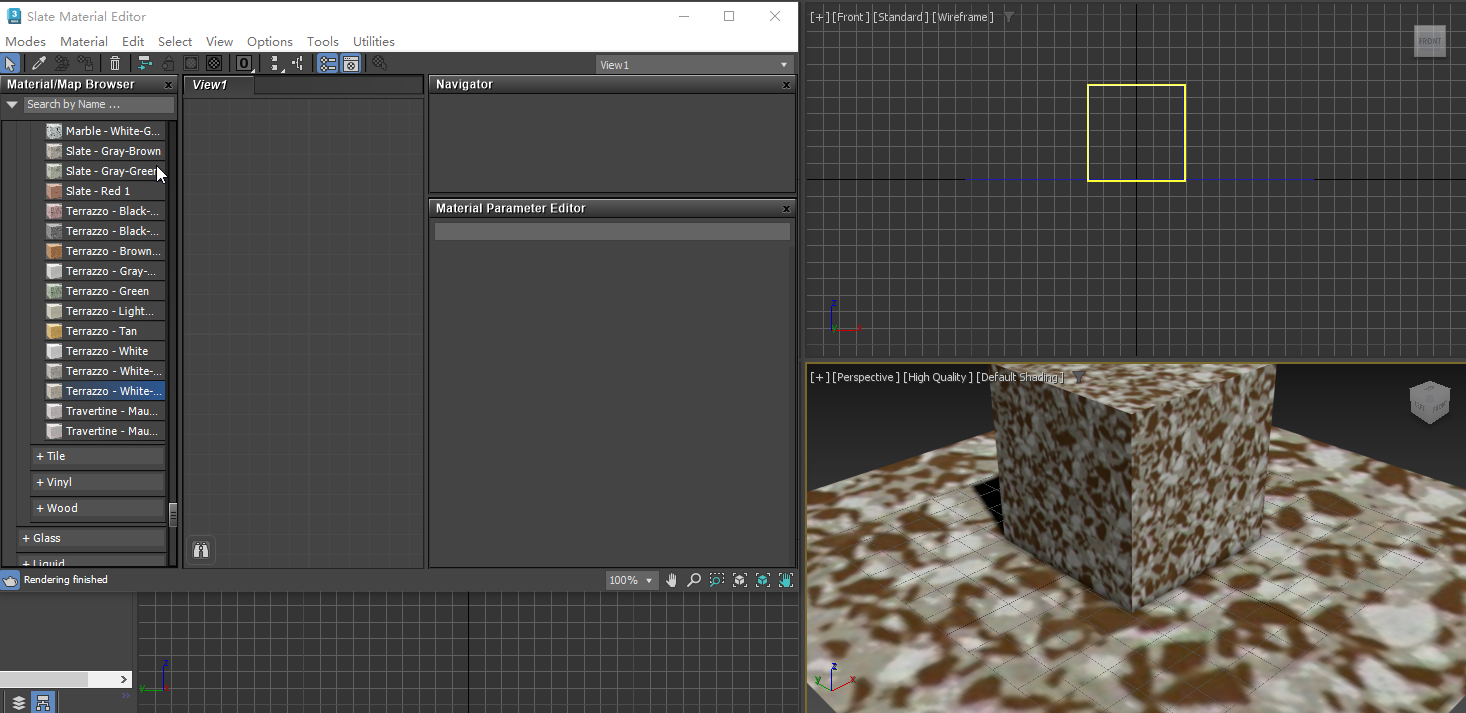 Slate Material Editor
Modes Material Edit Select View Options Tools Utilities
0
View1
Material/Map Browser
Search by Name ...
Marble - White-G...
Slate - Gray-Brown
Slate - Gray-Green
Slate - Red 1
Terrazzo - Black-...
Terrazzo - Black-...
Terrazzo - Brown...
Terrazzo - Gray-...
Terrazzo - Green
Terrazzo - Light...
Terrazzo - Tan
Terrazzo - White
Terrazzo - White-...
Terrazzo - White-...
Travertine - Mau...
Travertine - Mau...
+ Tile
+ Vinyl
+ Wood
+ Glass
+ Liquid
Rendering finished
View1
Navigator
Material Parameter Editor
100%
z
y
[+] [Front ] [Standard ] [Wireframe ]
FRONT
z
y x
[+] [Perspective ] [High Quality ] [Default Shading ]
FRONT
z
y x